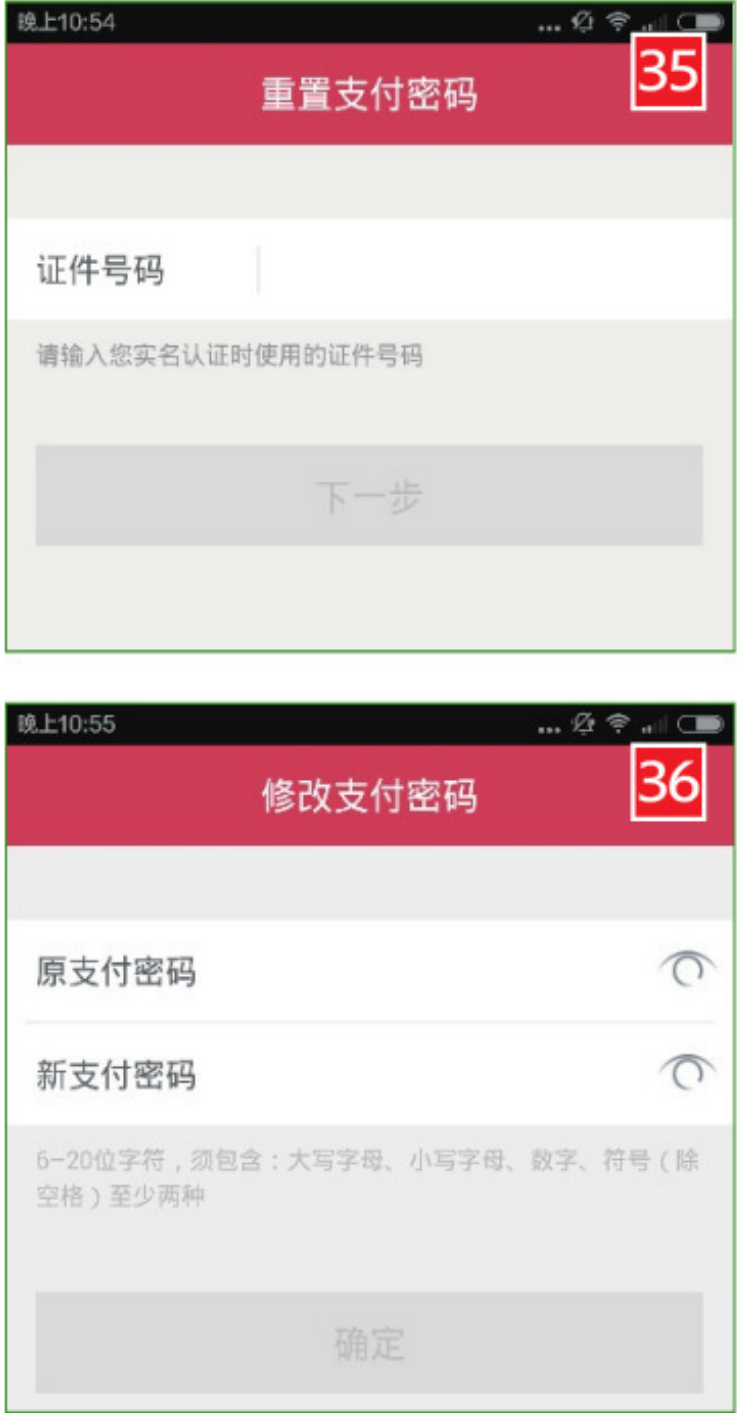 晚上10:54
35
重置支付密码
证件号码
请输入您实名认证时使用的证件号码
下一步
晚上10:55
36
修改支付密码
原支付密码
新支付密码
6-20位字符，须包含：大写字母、小写字母、数字、符号（除
空格）至少两种
确定